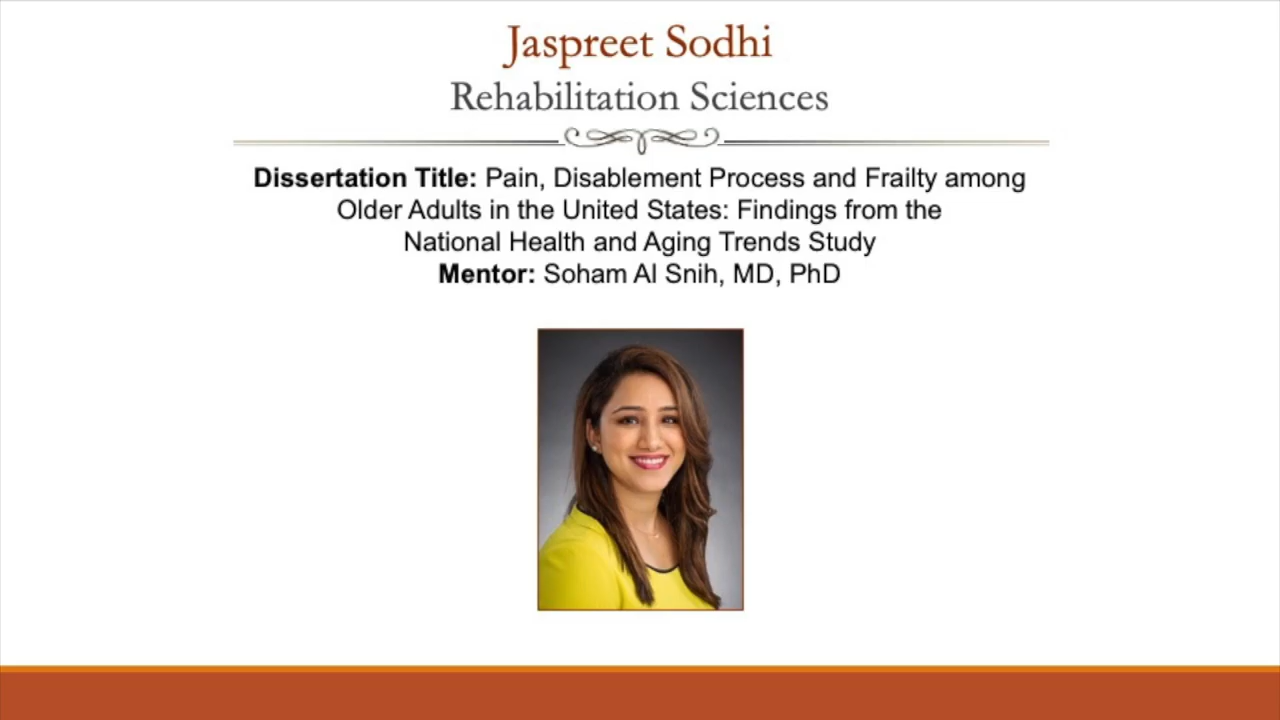 Jaspreet Sodhi
Rehabilitation Sciences
Dissertation Title: Pain, Disablement Process and Frailty among
Older Adults in the United States: Findings from the
National Health and Aging Trends Study
Mentor: Soham Al Snih, MD, PhD